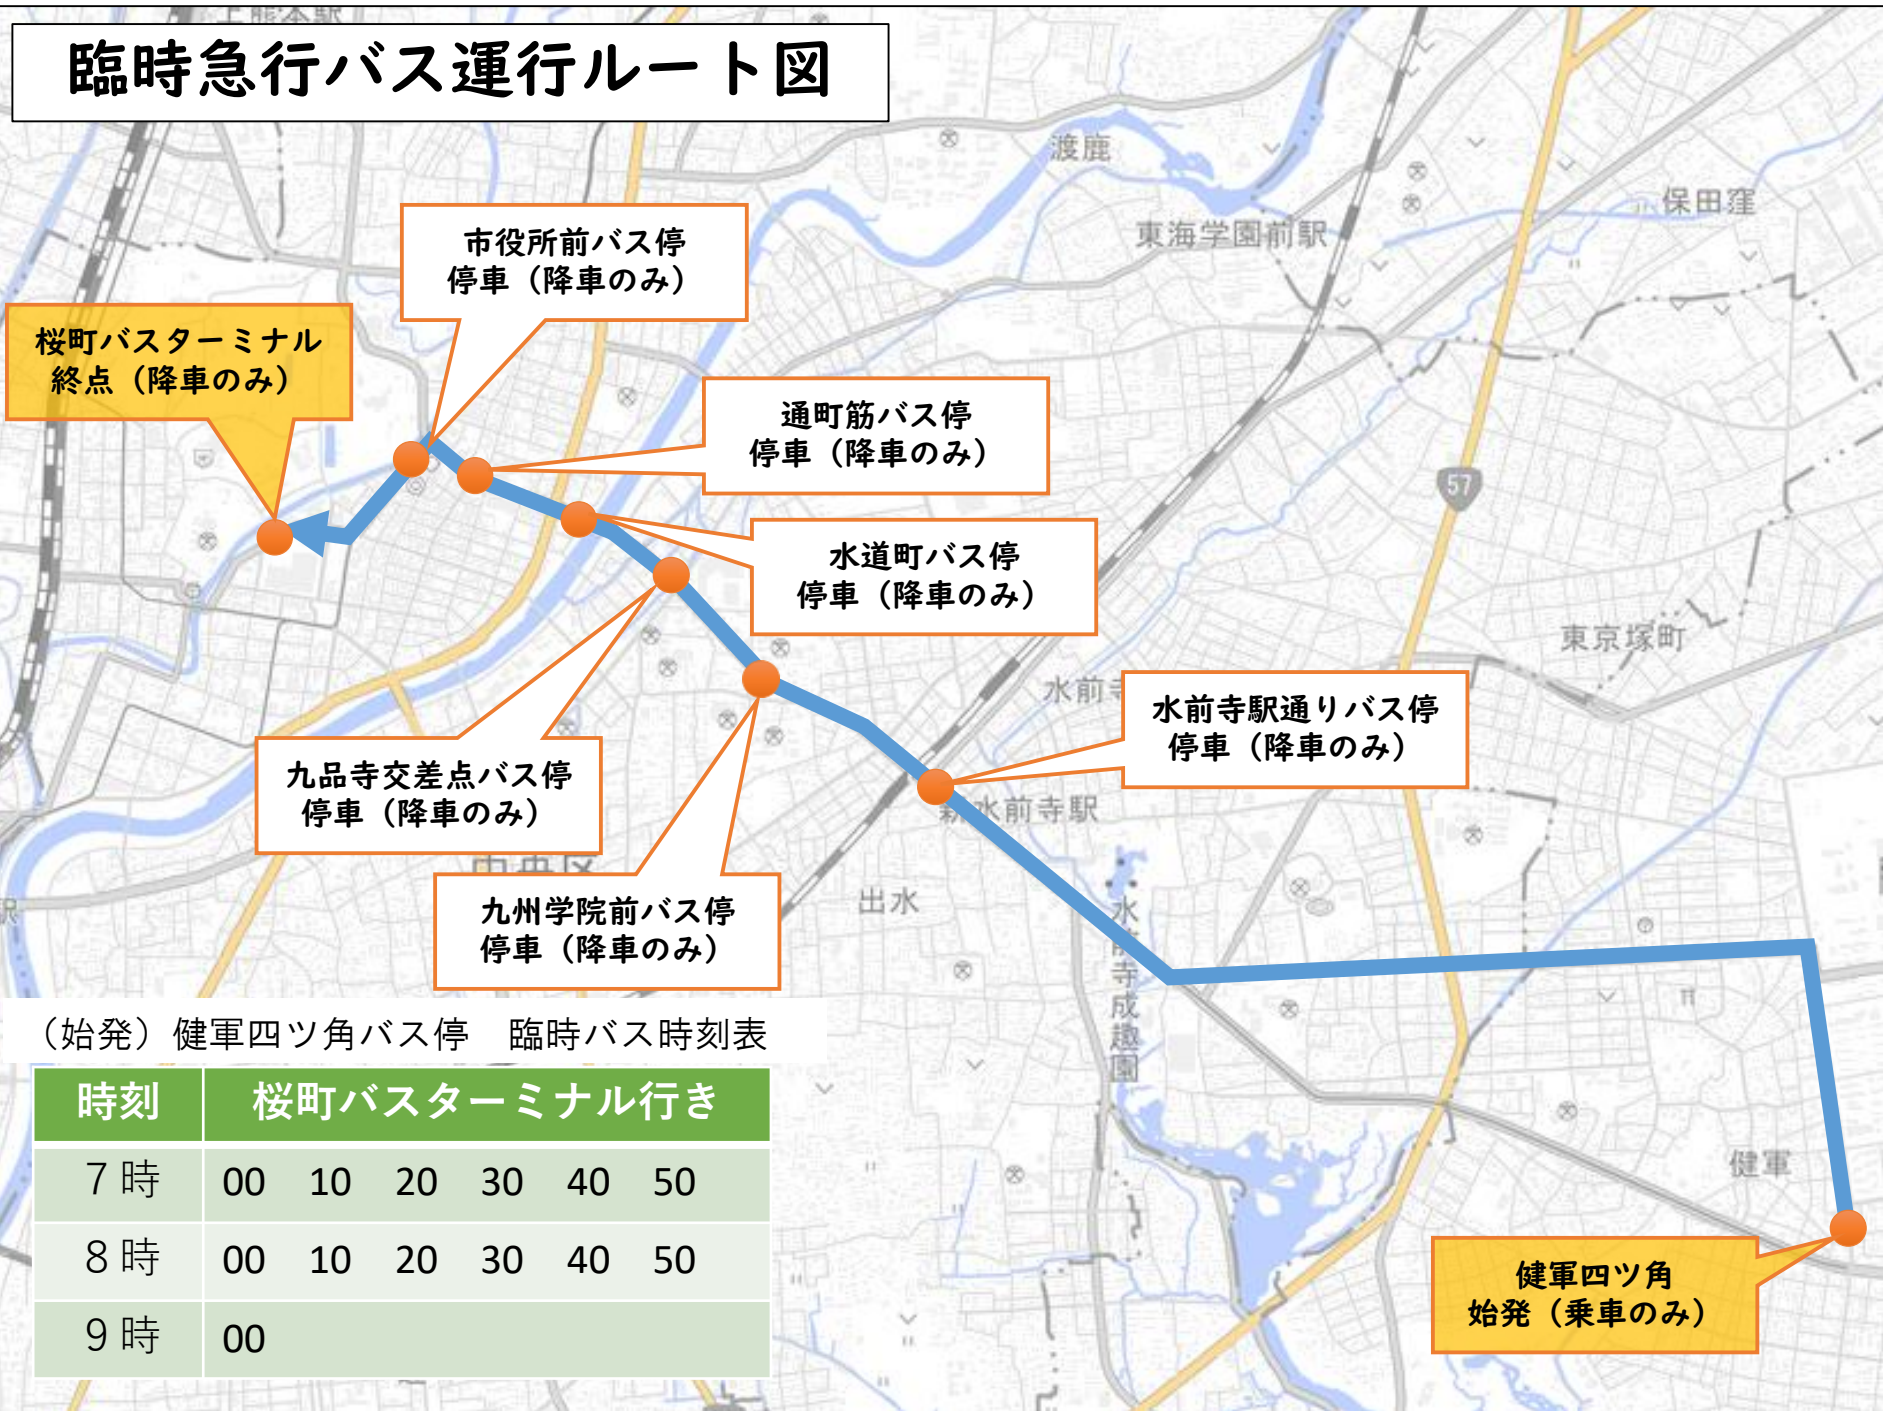 上熊本駅
臨時急行バス運行ルート図
渡鹿
保田窪
東海学園前駅
市役所前バス停
停車（降車のみ）
桜町バスターミナル
終点（降車のみ）
通町筋バス停
停車（降車のみ）
57
水道町バス停
停車（降車のみ）
東京塚町
水前寺
水前寺駅通りバス停
停車（降車のみ）
九品寺交差点バス停
停車（降車のみ）
新水前寺駅
中央区
出水
九州学院前バス停
停車（降車のみ）
水前寺成趣園
駅
（始発）健軍四ツ角バス停　臨時バス時刻表
時刻 桜町バスターミナル行き
7時 00 10 20 30 40 50
8時 00 10 20 30 40 50
9時 00
健軍
健軍四ツ角
始発（乗車のみ）